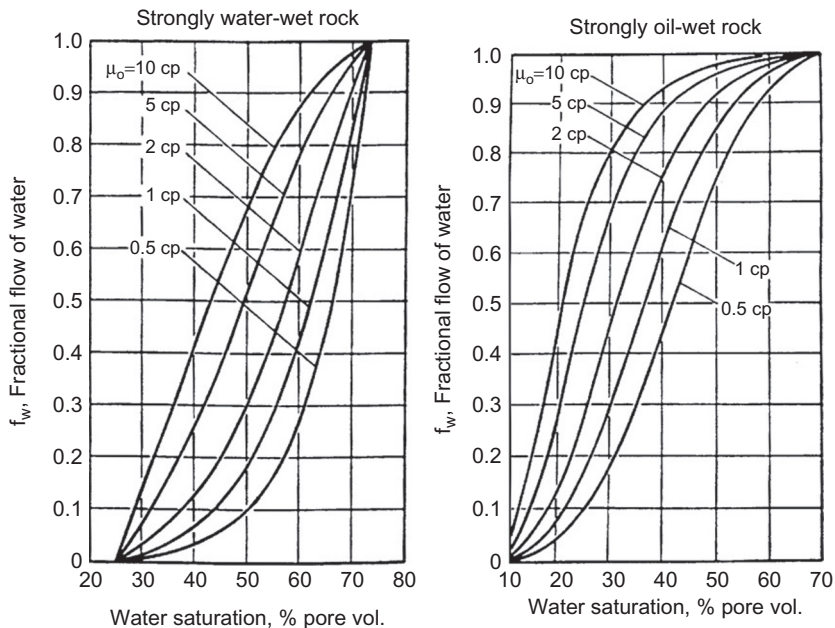 Strongly water-wet rock
1.0
0.9
0.8
0.7
0.6
0.5
0.4
0.3
0.2
0.1
0
μo=10 cp
5 cp
2 cp
1 cp
0.5 cp
fw, Fractional flow of water
20 30 40 50 60 70 80
Water saturation, % pore vol.
Strongly oil-wet rock
1.0
0.9
0.8
0.7
0.6
0.5
0.4
0.3
0.2
0.1
0
μo=10 cp
5 cp
2 cp
1 cp
0.5 cp
fw, Fractional flow of water
10 20 30 40 50 60 70
Water saturation, % pore vol.